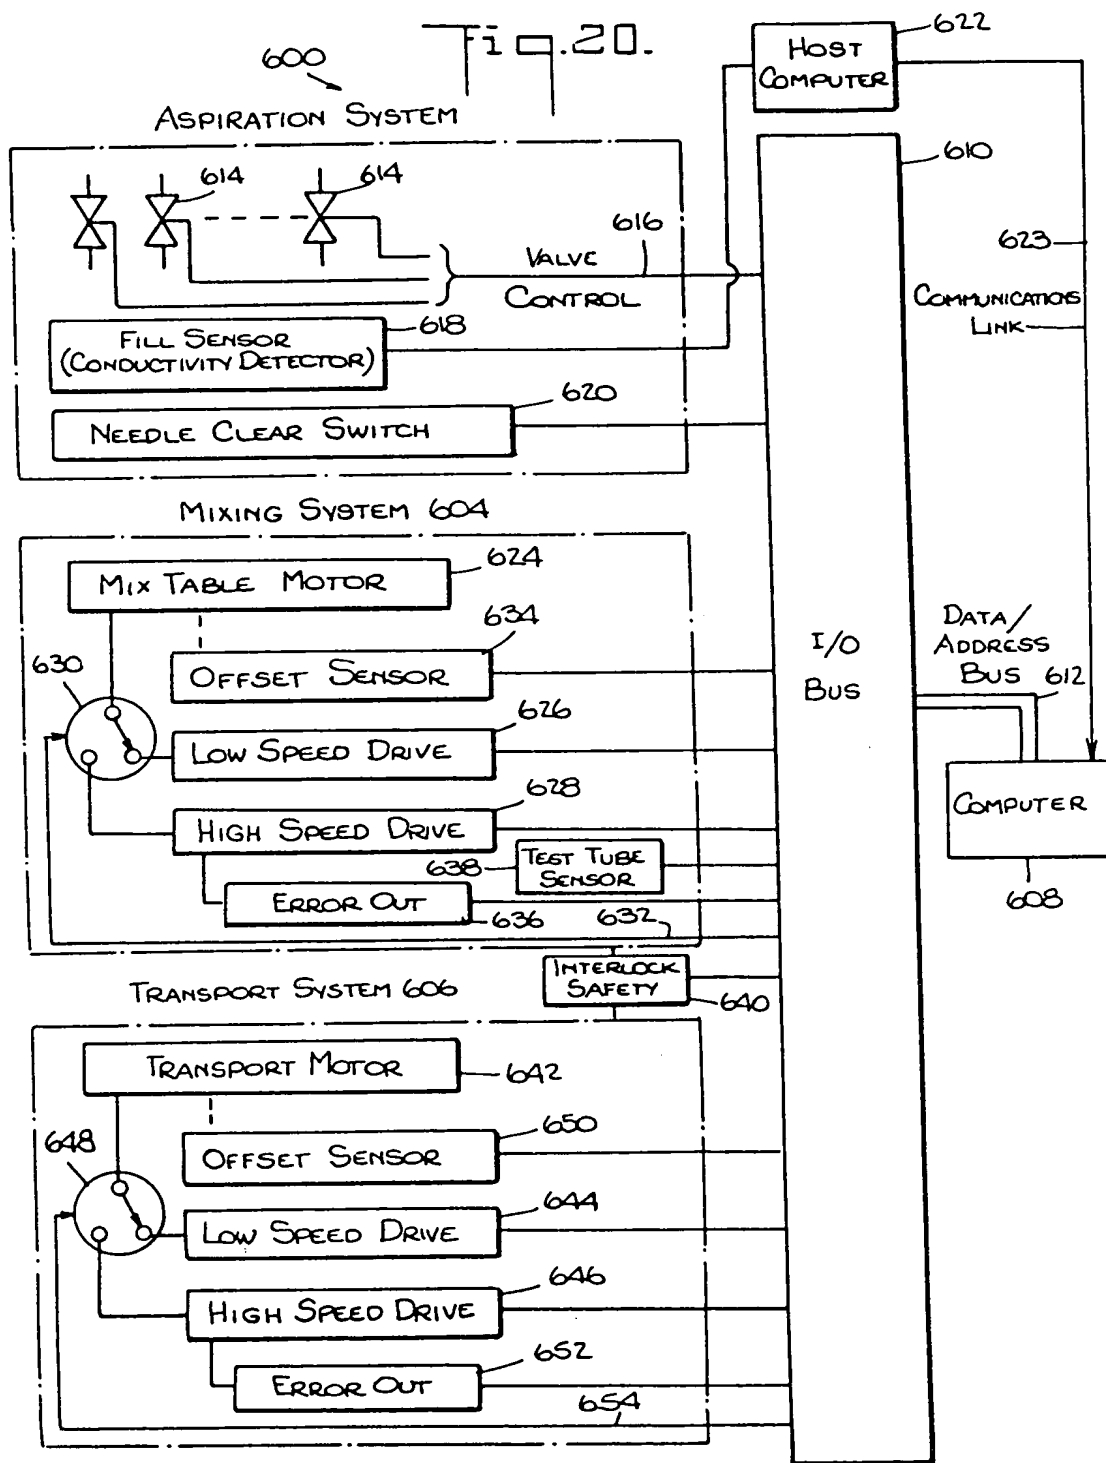 Fig. 20.
600
ASPIRATION SYSTEM
HOST
COMPUTER
622
610
614
614
616
VALVE
CONTROL
623
COMMUNICATIONS
LINK
FILL SENSOR
(CONDUCTIVITY DETECTOR)
618
620
NEEDLE CLEAR SWITCH
MIXING SYSTEM 604
MIX TABLE MOTOR
624
634
630
OFFSET SENSOR
626
LOW SPEED DRIVE
628
HIGH SPEED DRIVE
638
TEST TUBE
SENSOR
ERROR OUT
636
632
I/O
BUS
DATA/
ADDRESS
BUS
612
COMPUTER
608
INTERLOCK
SAFETY
640
TRANSPORT SYSTEM 606
TRANSPORT MOTOR
642
650
648
OFFSET SENSOR
644
LOW SPEED DRIVE
646
HIGH SPEED DRIVE
652
ERROR OUT
654